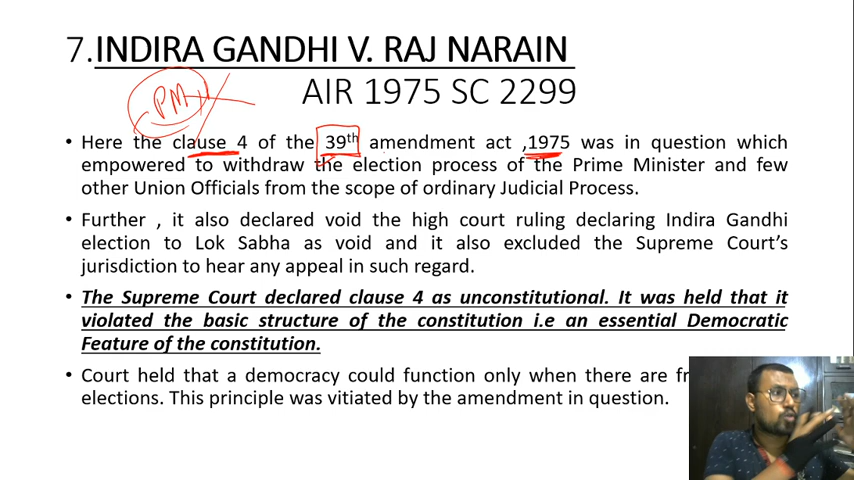 7.INDIRA GANDHI V. RAJ NARAIN
AIR 1975 SC 2299
PM
• Here the clause 4 of the 39th amendment act ,1975 was in question which
empowered to withdraw the election process of the Prime Minister and few
other Union Officials from the scope of ordinary Judicial Process.
• Further , it also declared void the high court ruling declaring Indira Gandhi
election to Lok Sabha as void and it also excluded the Supreme Court's
jurisdiction to hear any appeal in such regard.
• The Supreme Court declared clause 4 as unconstitutional. It was held that it
violated the basic structure of the constitution i.e an essential Democratic
Feature of the constitution.
• Court held that a democracy could function only when there are
elections. This principle was vitiated by the amendment in question.